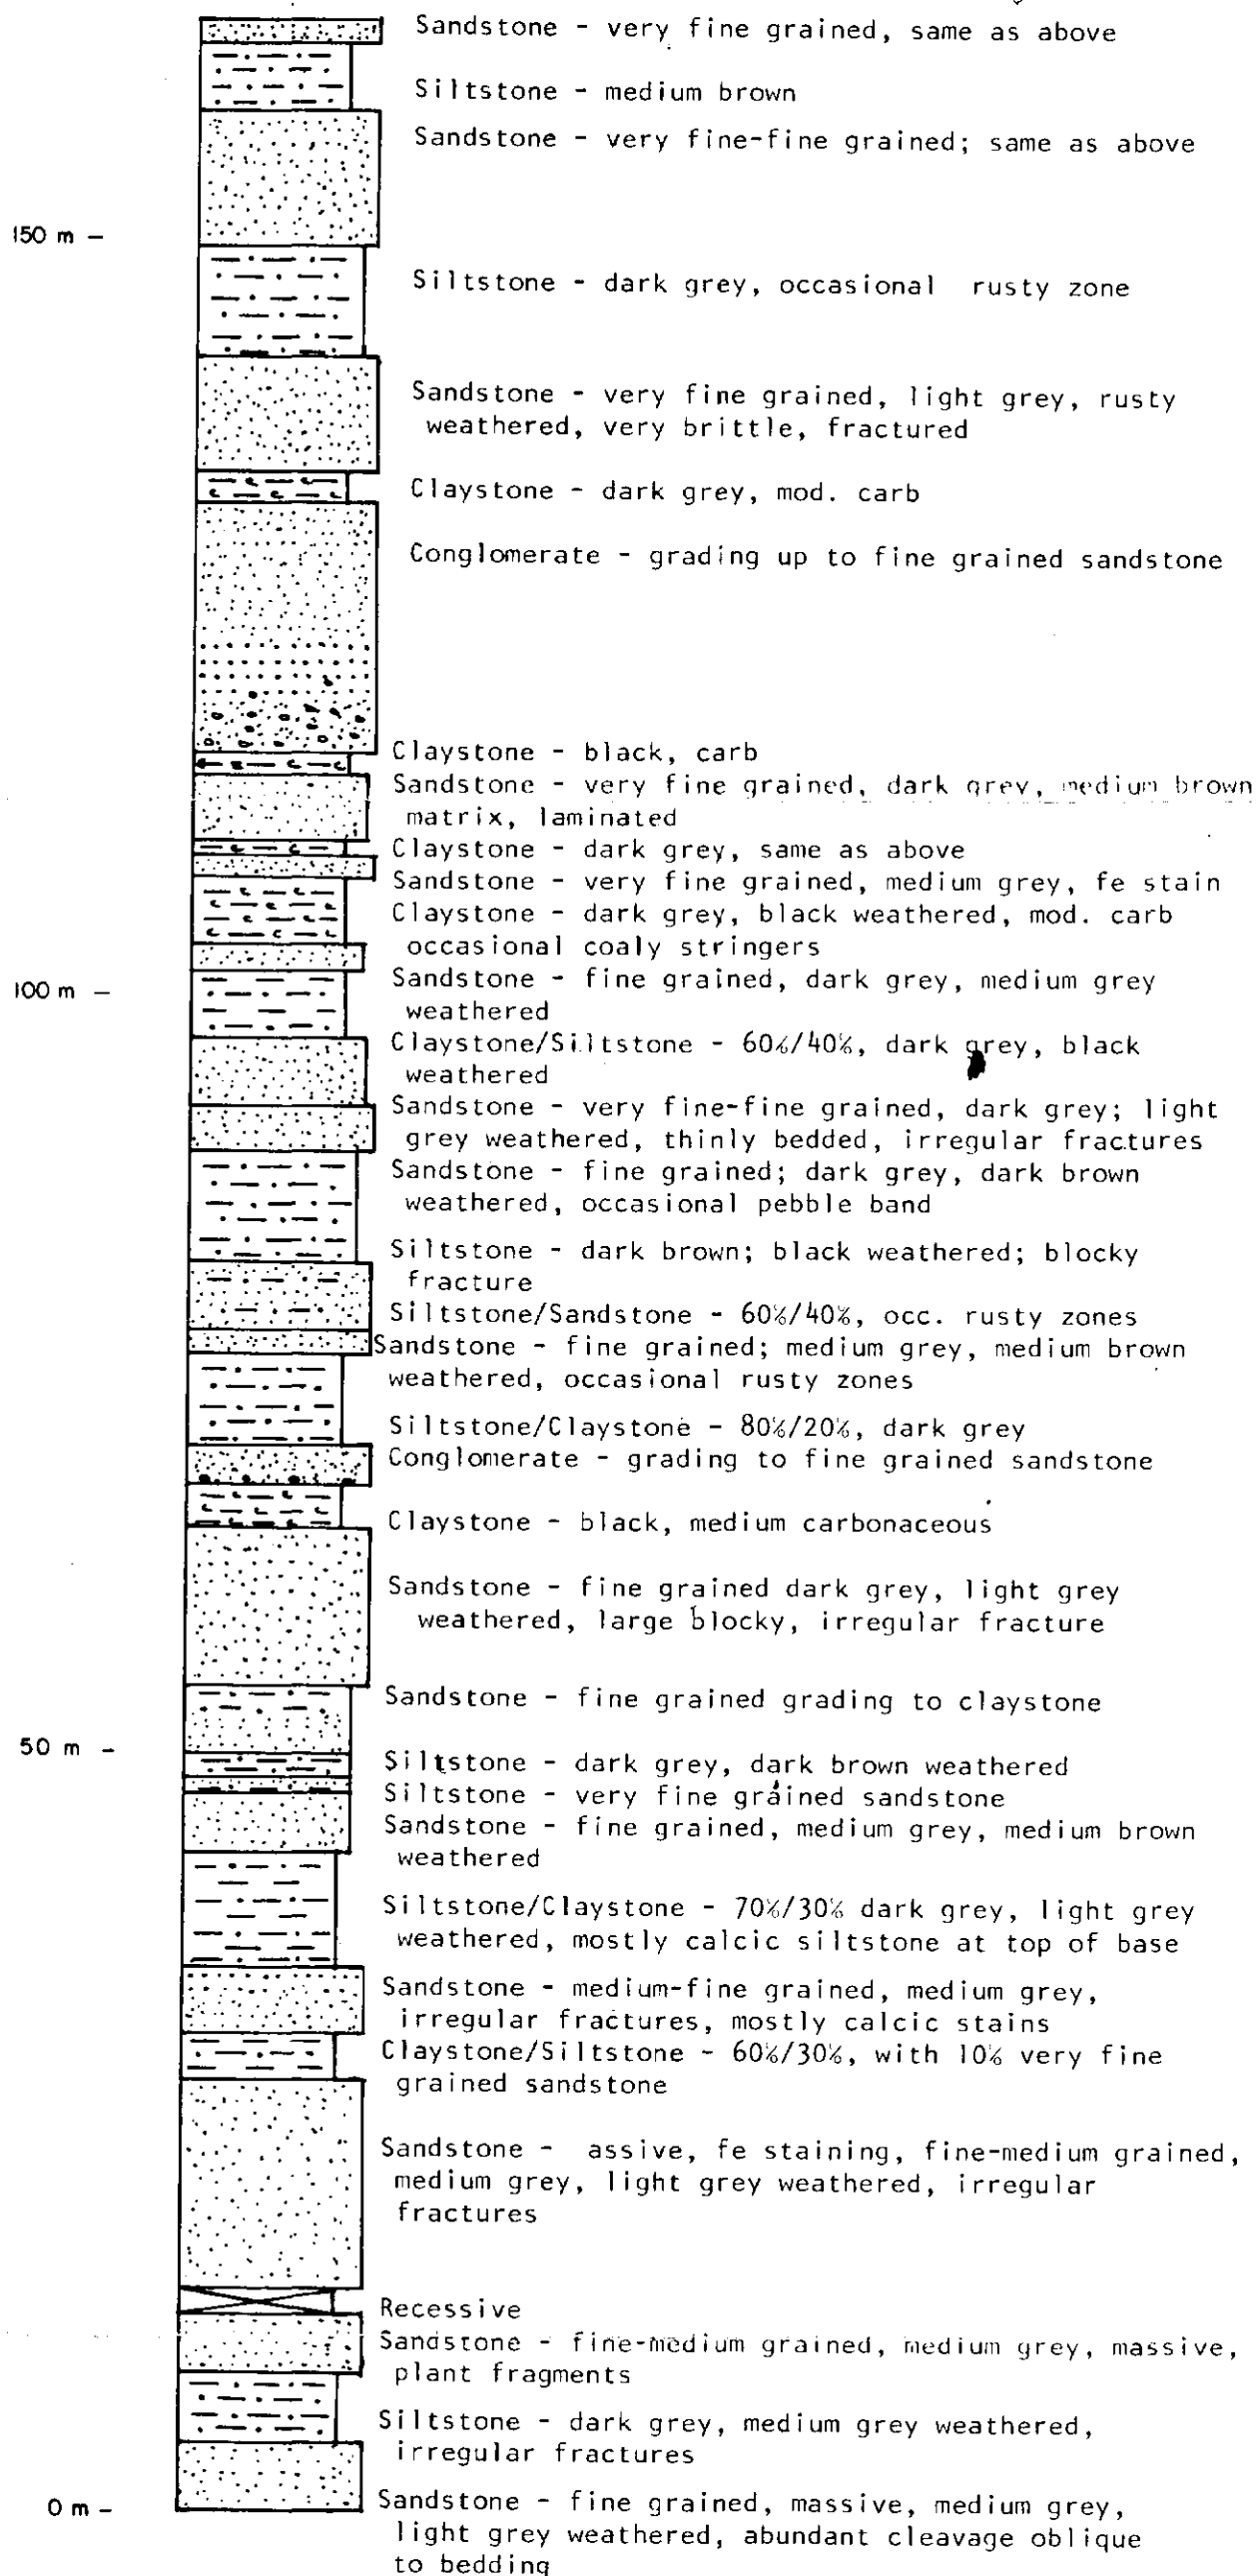 Sandstone - very fine grained, same as above
Siltstone - medium brown
Sandstone - very fine-fine grained; same as above
150 m -
Siltstone - dark grey, occasional rusty zone
Sandstone - very fine grained, light grey, rusty
weathered, very brittle, fractured
Claystone - dark grey, mod. carb
Conglomerate - grading up to fine grained sandstone
Claystone - black, carb
Sandstone - very fine grained, dark grey, medium brown
matrix, laminated
Claystone - dark grey, same as above
Sandstone - very fine grained, medium grey, fe stain
Claystone - dark grey, black weathered, mod. carb
occasional coaly stringers
Sandstone - fine grained, dark grey, medium grey
100 m -
weathered
Claystone/Siltstone - 60%/40%, dark grey, black
weathered
Sandstone - very fine-fine grained, dark grey; light
grey weathered, thinly bedded, irregular fractures
Sandstone - fine grained; dark grey, dark brown
weathered, occasional pebble band
Siltstone - dark brown; black weathered; blocky
fracture
Siltstone/Sandstone - 60%/40%, occ. rusty zones
Sandstone - fine grained; medium grey, medium brown
weathered, occasional rusty zones
Siltstone/Claystone - 80%/20%, dark grey
Conglomerate - grading to fine grained sandstone
Claystone - black, medium carbonaceous
Sandstone - fine grained dark grey, light grey
weathered, large blocky, irregular fracture
Sandstone - fine grained grading to claystone
50 m -
Siltstone - dark grey, dark brown weathered
Siltstone - very fine grained sandstone
Sandstone - fine grained, medium grey, medium brown
weathered
Siltstone/Claystone - 70%/30% dark grey, light grey
weathered, mostly calcic siltstone at top of base
Sandstone - medium-fine grained, medium grey,
irregular fractures, mostly calcic stains
Claystone/Siltstone - 60%/30%, with 10% very fine
grained sandstone
Sandstone - assive, fe staining, fine-medium grained,
medium grey, light grey weathered, irregular
fractures
Recessive
Sandstone - fine-medium grained, medium grey, massive,
plant fragments
Siltstone - dark grey, medium grey weathered,
irregular fractures
0 m -
Sandstone - fine grained, massive, medium grey,
light grey weathered, abundant cleavage oblique
to bedding